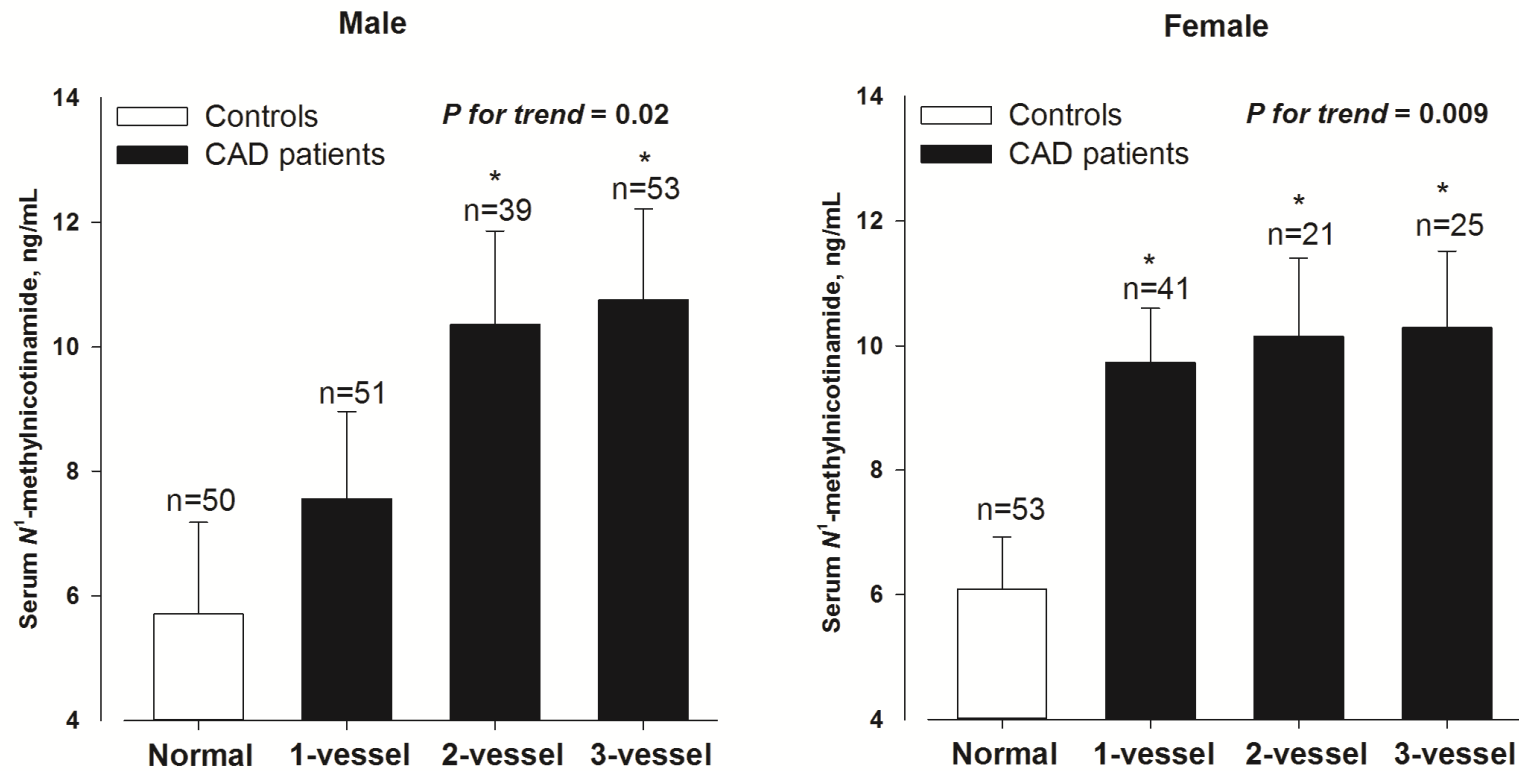 Male
Controls
CAD patients
P for trend = 0.02
Serum N¹-methylnicotinamide, ng/mL
14
12
10
8
6
4
n=50
n=51
*
n=39
*
n=53
Normal
1-vessel
2-vessel
3-vessel
Female
Controls
CAD patients
P for trend = 0.009
Serum N¹-methylnicotinamide, ng/mL
14
12
10
8
6
4
n=53
*
n=41
*
n=21
*
n=25
Normal
1-vessel
2-vessel
3-vessel